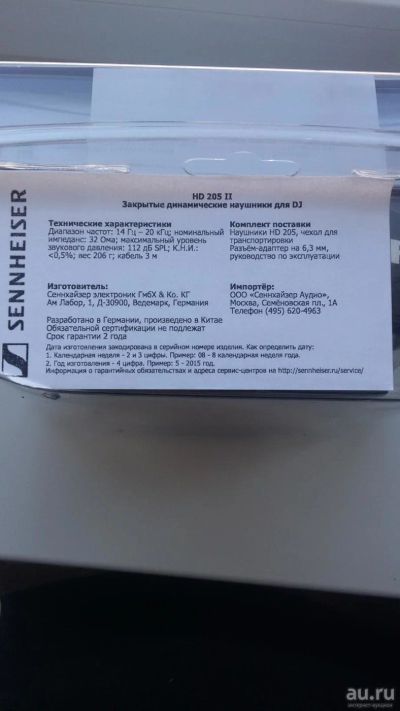 SENNHEISER
HD 205 II
Закрытые динамические наушники для DJ
Технические характеристики
Диапазон частот: 14 Гц – 20 кГц; номинальный
импеданс: 32 Ома; максимальный уровень
звукового давления: 112 дБ SPL; К.Н.И.:
<0,5%; вес 206 г; кабель 3 м
Комплект поставки
Наушники HD 205, чехол для
транспортировки
Разъём-адаптер на 6,3 мм,
руководство по эксплуатации
Изготовитель:
Сеннхайзер электроник ГмбХ & Ко. КГ
Ам Лабор, 1, Д-30900, Ведемарк, Германия
Импортёр:
ООО «Сеннхайзер Аудио»,
Москва, Семёновская пл., 1А
Телефон (495) 620-4963
Разработано в Германии, произведено в Китае
Обязательной сертификации не подлежат
Срок гарантии 2 года
Дата изготовления закодирована в серийном номере изделия. Как определить дату:
1. Календарная неделя - 2 и 3 цифры. Пример: 08 - 8 календарная неделя года.
2. Год изготовления - 4 цифра. Пример: 5 - 2015 год.
Информация о гарантийных обязательствах и адреса сервис-центров на http://sennheiser.ru/service/
au.ru
интернет-аукцион